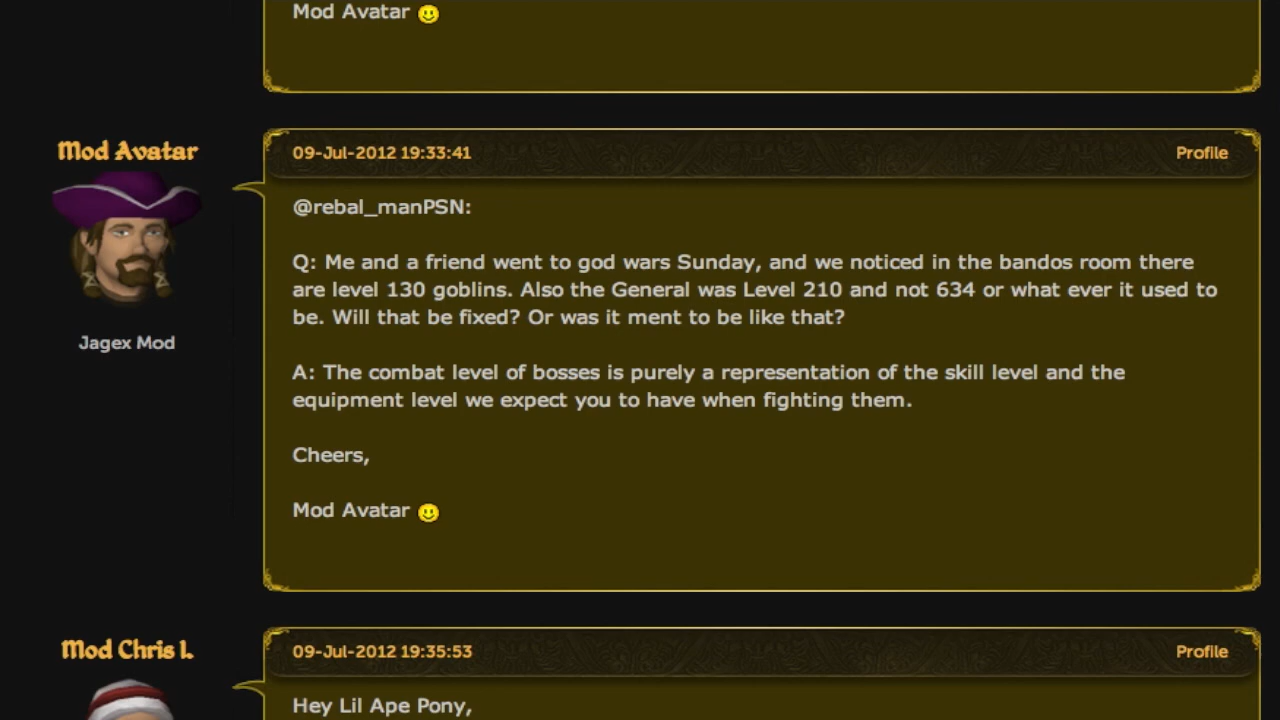 Mod Avatar
Mod Avatar
09-Jul-2012 19:33:41
Profile
Jagex Mod
@rebal_manPSN:
Q: Me and a friend went to god wars Sunday, and we noticed in the bandos room there
are level 130 goblins. Also the General was Level 210 and not 634 or what ever it used to
be. Will that be fixed? Or was it ment to be like that?
A: The combat level of bosses is purely a representation of the skill level and the
equipment level we expect you to have when fighting them.
Cheers,
Mod Avatar
Mod Chris L
09-Jul-2012 19:35:53
Profile
Hey Lil Ape Pony,